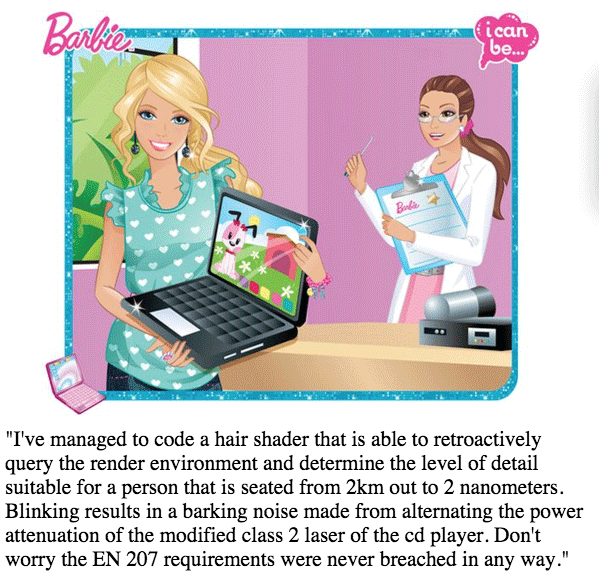 Barbie
i can
be...
Barbie
"I've managed to code a hair shader that is able to retroactively
query the render environment and determine the level of detail
suitable for a person that is seated from 2km out to 2 nanometers.
Blinking results in a barking noise made from alternating the power
attenuation of the modified class 2 laser of the cd player. Don't
worry the EN 207 requirements were never breached in any way."